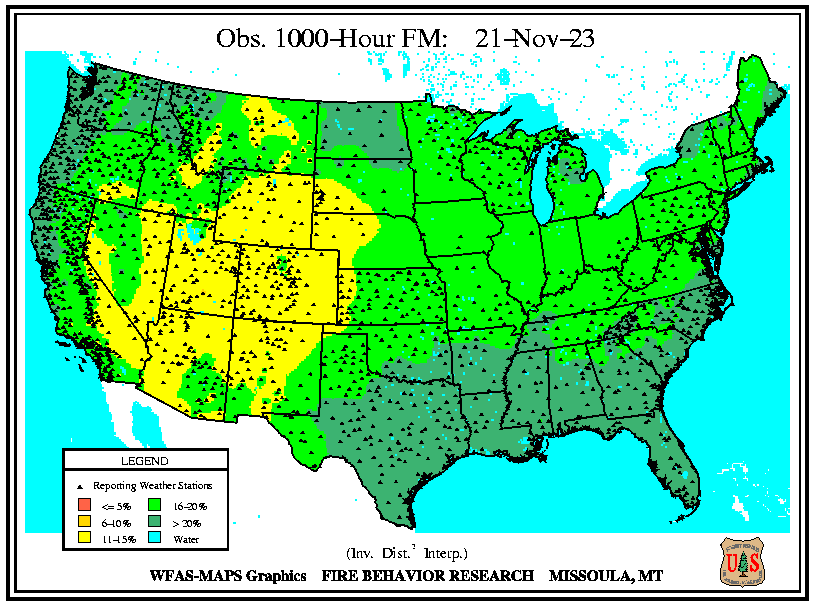 Obs. 1000-Hour FM: 21-Nov-23
LEGEND
Reporting Weather Stations
<= 5% 16-20%
6-10% > 20%
11-15% Water
(Inv. Dist.² Interp.)
WFAS-MAPS Graphics FIRE BEHAVIOR RESEARCH MISSOULA, MT
U S